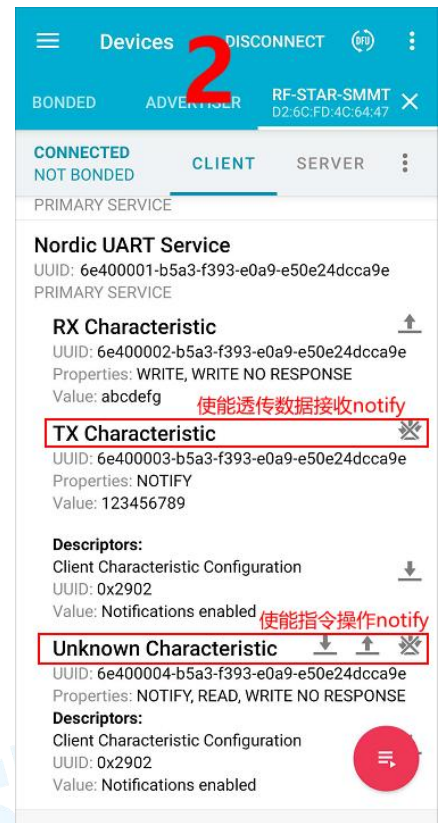 Devices
2
DISCONNECT
DFU
BONDED
ADVERTISER
RF-STAR-SMMT
D2:6C:FD:4C:64:47
CONNECTED
NOT BONDED
CLIENT
SERVER
PRIMARY SERVICE
Nordic UART Service
UUID: 6e400001-b5a3-f393-e0a9-e50e24dcca9e
PRIMARY SERVICE
RX Characteristic
UUID: 6e400002-b5a3-f393-e0a9-e50e24dcca9e
Properties: WRITE, WRITE NO RESPONSE
Value: abcdefg
使能透传数据接收notify
TX Characteristic
UUID: 6e400003-b5a3-f393-e0a9-e50e24dcca9e
Properties: NOTIFY
Value: 123456789
Descriptors:
Client Characteristic Configuration
UUID: 0x2902
Value: Notifications enabled
使能指令操作notify
Unknown Characteristic
UUID: 6e400004-b5a3-f393-e0a9-e50e24dcca9e
Properties: NOTIFY, READ, WRITE NO RESPONSE
Descriptors:
Client Characteristic Configuration
UUID: 0x2902
Value: Notifications enabled